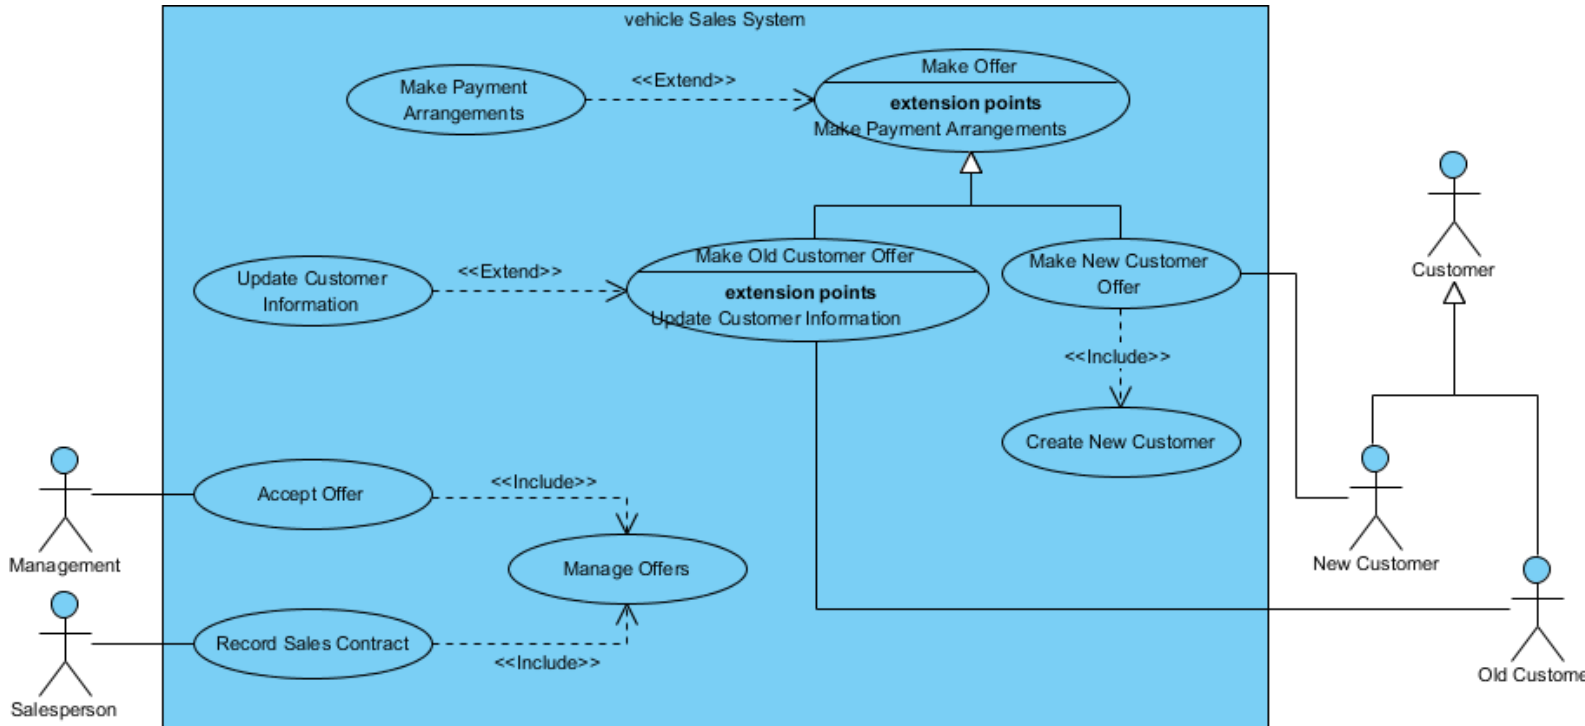 vehicle Sales System
Make Payment
Arrangements
<<Extend>>
Make Offer
extension points
Make Payment Arrangements
Customer
Update Customer
Information
<<Extend>>
Make Old Customer Offer
extension points
Update Customer Information
Make New Customer
Offer
<<Include>>
Create New Customer
Management
Accept Offer
<<Include>>
Manage Offers
New Customer
Salesperson
Record Sales Contract
<<Include>>
Old Custome